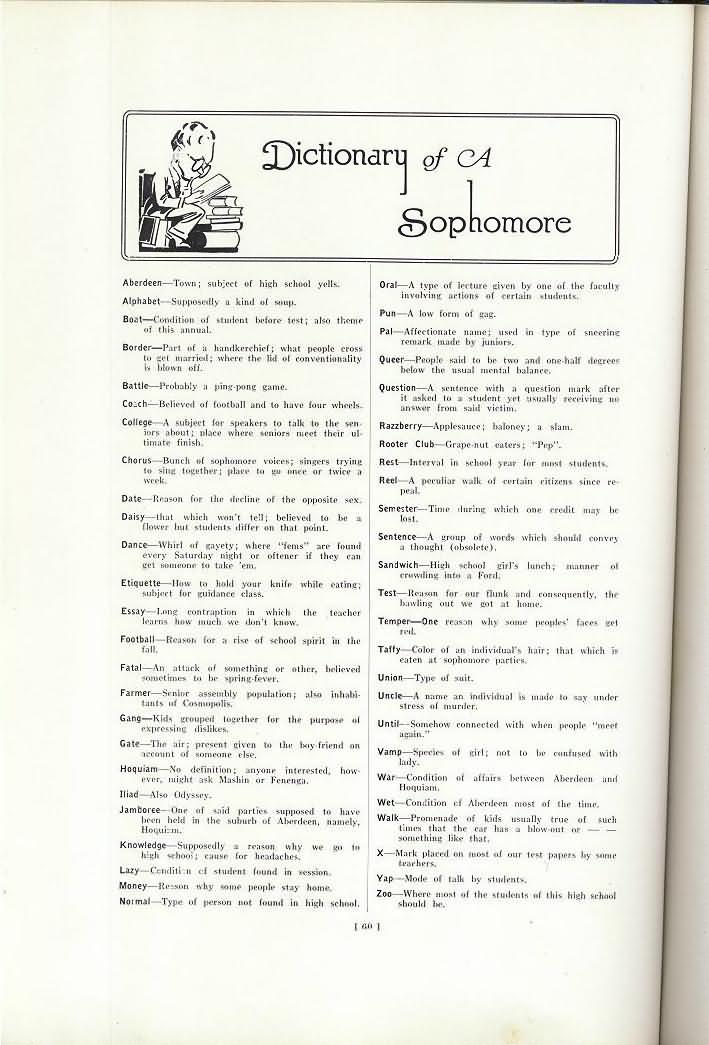 Dictionary of A
Sophomore
Aberdeen—Town; subject of high school yells.
Alphabet—Supposedly a kind of soup.
Boat—Condition of student before test; also theme
of this annual.
Border—Part of a handkerchief; what people cross
to get married; where the lid of conventionality
is blown off.
Battle—Probably a ping-pong game.
Coach—Believed of football and to have four wheels.
College—A subject for speakers to talk to the sen-
iors about; place where seniors meet their ul-
timate finish.
Chorus—Bunch of sophomore voices; singers trying
to sing together; place to go once or twice a
week.
Date—Reason for the decline of the opposite sex.
Daisy—that which won't tell; believed to be a
flower but students differ on that point.
Dance—Whirl of gayety; where "fems" are found
every Saturday night or oftener if they can
get someone to take 'em.
Etiquette—How to hold your knife while eating;
subject for guidance class.
Essay—Long contraption in which the teacher
learns how much we don't know.
Football—Reason for a rise of school spirit in the
fall.
Fatal—An attack of something or other, believed
sometimes to be spring-fever.
Farmer—Senior assembly population; also inhabi-
tants of Cosmopolis.
Gang—Kids grouped together for the purpose of
expressing dislikes.
Gate—The air; present given to the boy-friend on
account of someone else.
Hoquiam—No definition; anyone interested, how-
ever, might ask Mashin or Fenenga.
Iliad—Also Odyssey.
Jamboree—One of said parties supposed to have
been held in the suburb of Aberdeen, namely,
Hoquiam.
Knowledge—Supposedly a reason why we go to
high school; cause for headaches.
Lazy—Condition of student found in session.
Money—Reason why some people stay home.
Normal—Type of person not found in high school.
Oral—A type of lecture given by one of the faculty
involving actions of certain students.
Pun—A low form of gag.
Pal—Affectionate name; used in type of sneering
remark made by juniors.
Queer—People said to be two and one-half degrees
below the usual mental balance.
Question—A sentence with a question mark after
it asked to a student yet usually receiving no
answer from said victim.
Razzberry—Applesauce; baloney; a slam.
Rooter Club—Grape-nut eaters; "Pep".
Rest—Interval in school year for most students.
Reel—A peculiar walk of certain citizens since re-
peal.
Semester—Time during which one credit may be
lost.
Sentence—A group of words which should convey
a thought (obsolete).
Sandwich—High school girl's lunch; manner of
crowding into a Ford.
Test—Reason for our flunk and consequently, the
bawling out we got at home.
Temper—One reason why some peoples' faces get
red.
Taffy—Color of an individual's hair; that which is
eaten at sophomore parties.
Union—Type of suit.
Uncle—A name an individual is made to say under
stress of murder.
Until—Somehow connected with when people "meet
again."
Vamp—Species of girl; not to be confused with
lady.
War—Condition of affairs between Aberdeen and
Hoquiam.
Wet—Condition of Aberdeen most of the time.
Walk—Promenade of kids usually true of such
times that the car has a blow-out or — —
something like that.
X—Mark placed on most of our test papers by some
teachers.
Yap—Mode of talk by students.
Zoo—Where most of the students of this high school
should be.
[ 60 ]